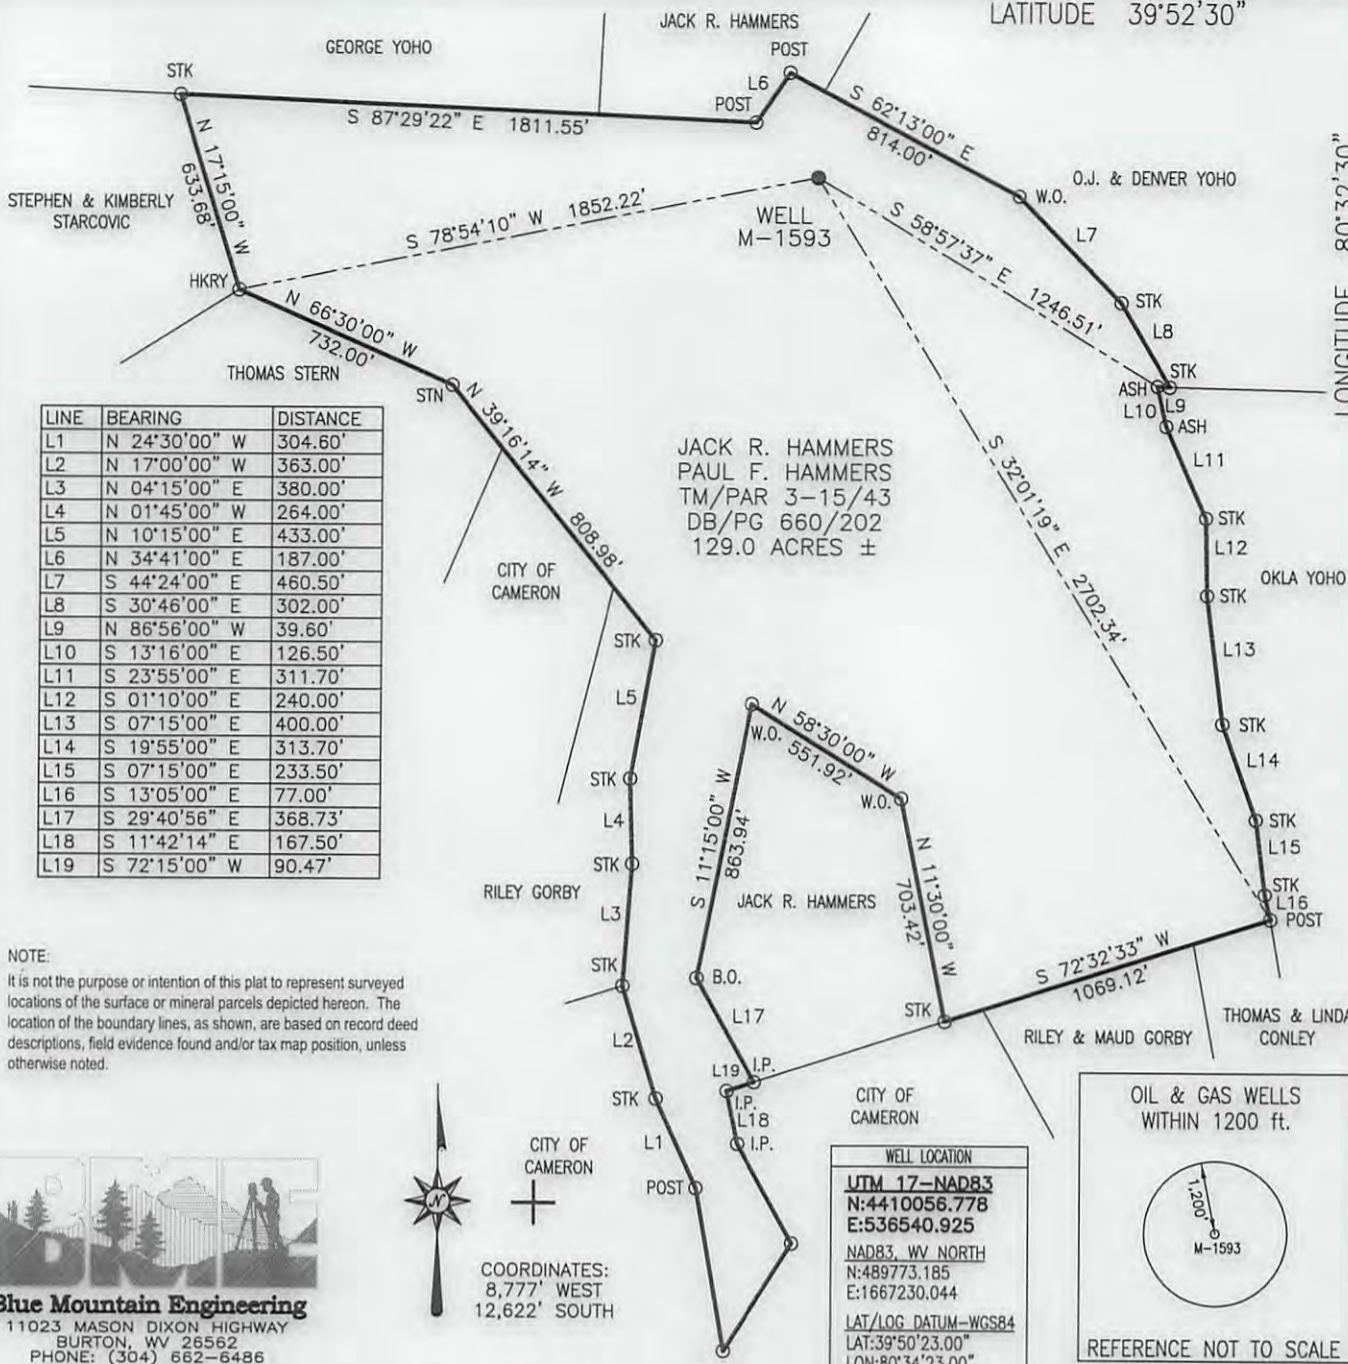 LATITUDE 39°52'30"
LONGITUDE 80°32'30"
JACK R. HAMMERS
GEORGE YOHO
POST
STK
L6
POST
S 87°29'22" E 1811.55'
S 62°13'00" E
814.00'
N 17°15'00" W
633.68'
STEPHEN & KIMBERLY
STARCOVIC
O.J. & DENVER YOHO
W.O.
WELL
M-1593
S 78°54'10" W 1852.22'
S 58°57'37" E 1246.51'
L7
HKRY
STK
N 66°30'00" W
732.00'
L8
THOMAS STERN
STK
ASH
L9
L10
STN
ASH
N 39°16'14" W 808.98'
L11
S 32°01'19" E 2702.34'
LINE BEARING DISTANCE
L1 N 24°30'00" W 304.60'
L2 N 17°00'00" W 363.00'
L3 N 04°15'00" E 380.00'
L4 N 01°45'00" W 264.00'
L5 N 10°15'00" E 433.00'
L6 N 34°41'00" E 187.00'
L7 S 44°24'00" E 460.50'
L8 S 30°46'00" E 302.00'
L9 N 86°56'00" W 39.60'
L10 S 13°16'00" E 126.50'
L11 S 23°55'00" E 311.70'
L12 S 01°10'00" E 240.00'
L13 S 07°15'00" E 400.00'
L14 S 19°55'00" E 313.70'
L15 S 07°15'00" E 233.50'
L16 S 13°05'00" E 77.00'
L17 S 29°40'56" E 368.73'
L18 S 11°42'14" E 167.50'
L19 S 72°15'00" W 90.47'
JACK R. HAMMERS
PAUL F. HAMMERS
TM/PAR 3-15/43
DB/PG 660/202
129.0 ACRES ±
STK
L12
CITY OF
CAMERON
OKLA YOHO
STK
STK
L13
L5
N 58°30'00" W
551.92'
W.O.
STK
L14
STK
W.O.
L4
S 11°15'00" W
863.94'
N 11°30'00" W
703.42'
STK
L15
STK
RILEY GORBY
JACK R. HAMMERS
STK
L16
L3
POST
S 72°32'33" W
1069.12'
STK
B.O.
L17
STK
THOMAS & LINDA
CONLEY
RILEY & MAUD GORBY
NOTE:
It is not the purpose or intention of this plat to represent surveyed
locations of the surface or mineral parcels depicted hereon. The
location of the boundary lines, as shown, are based on record deed
descriptions, field evidence found and/or tax map position, unless
otherwise noted.
L2
L19
I.P.
STK
I.P.
L18
CITY OF
CAMERON
L1
I.P.
CITY OF
CAMERON
POST
N
COORDINATES:
8,777' WEST
12,622' SOUTH
WELL LOCATION
UTM 17-NAD83
N:4410056.778
E:536540.925
NAD83, WV NORTH
N:489773.185
E:1667230.044
LAT/LOG DATUM-WGS84
LAT:39°50'23.00"
LON:80°34'23.00"
OIL & GAS WELLS
WITHIN 1200 ft.
1,200'
M-1593
REFERENCE NOT TO SCALE
BME
Blue Mountain Engineering
11023 MASON DIXON HIGHWAY
BURTON, WV 26562
PHONE: (304) 662-6486